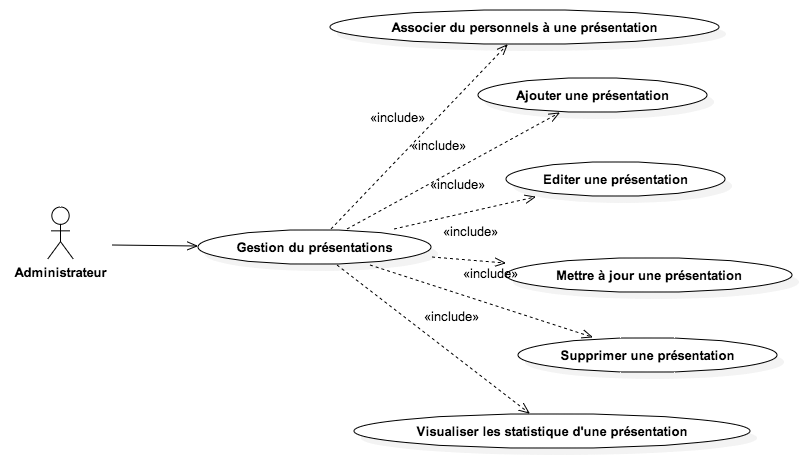 Associer du personnels à une présentation
Ajouter une présentation
«include»
«include»
Editer une présentation
«include»
Administrateur
Gestion du présentations
«include»
Mettre à jour une présentation
«include»
«include»
Supprimer une présentation
Visualiser les statistique d'une présentation